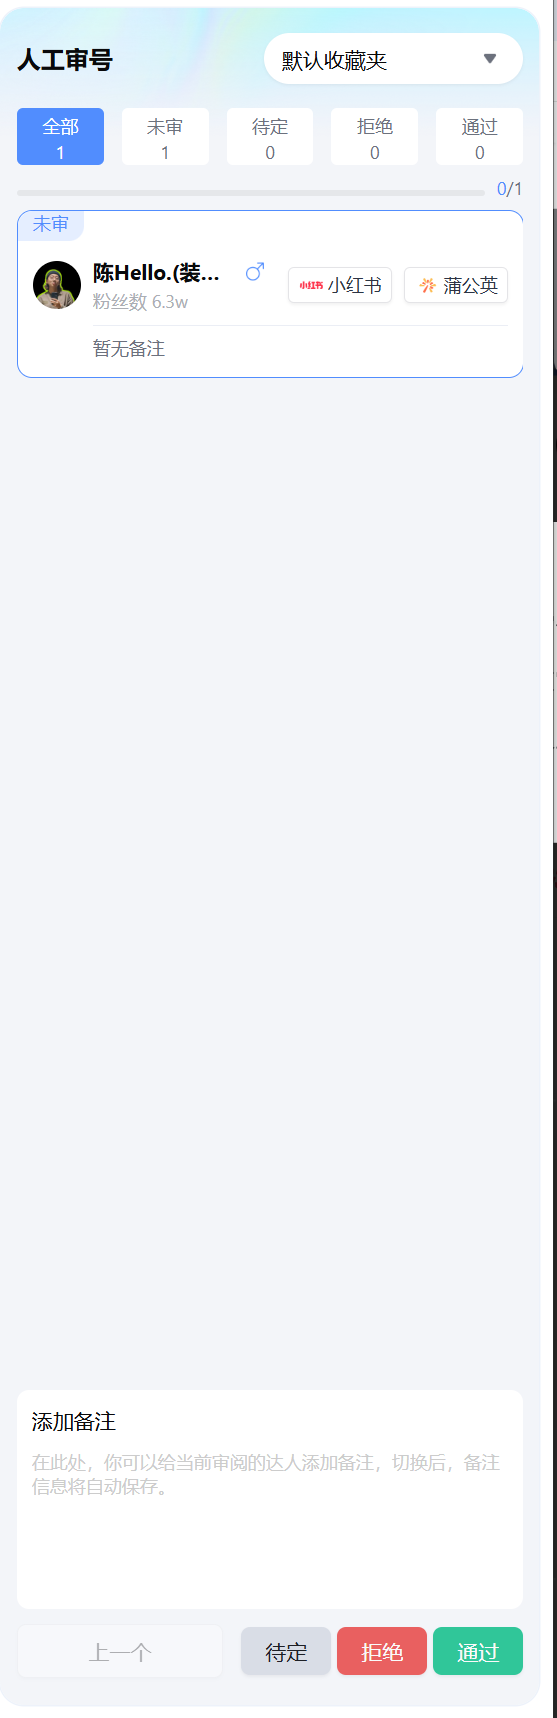 人工审号
默认收藏夹
全部 未审 待定 拒绝 通过
1 1 0 0 0
0/1
未审
陈Hello.(装... 小红书 小红书 蒲公英
粉丝数 6.3w
暂无备注
添加备注
在此处，你可以给当前审阅的达人添加备注，切换后，备注
信息将自动保存。
上一个 待定 拒绝 通过